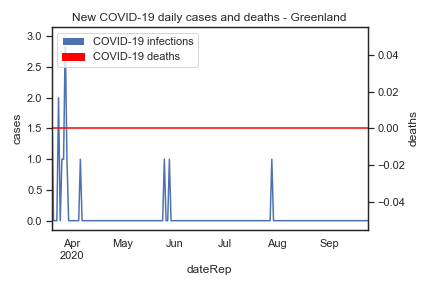 New COVID-19 daily cases and deaths - Greenland
COVID-19 infections
COVID-19 deaths
3.0
2.5
2.0
1.5
1.0
0.5
0.0
cases
0.04
0.02
0.00
−0.02
−0.04
deaths
Apr May Jun Jul Aug Sep
2020
dateRep